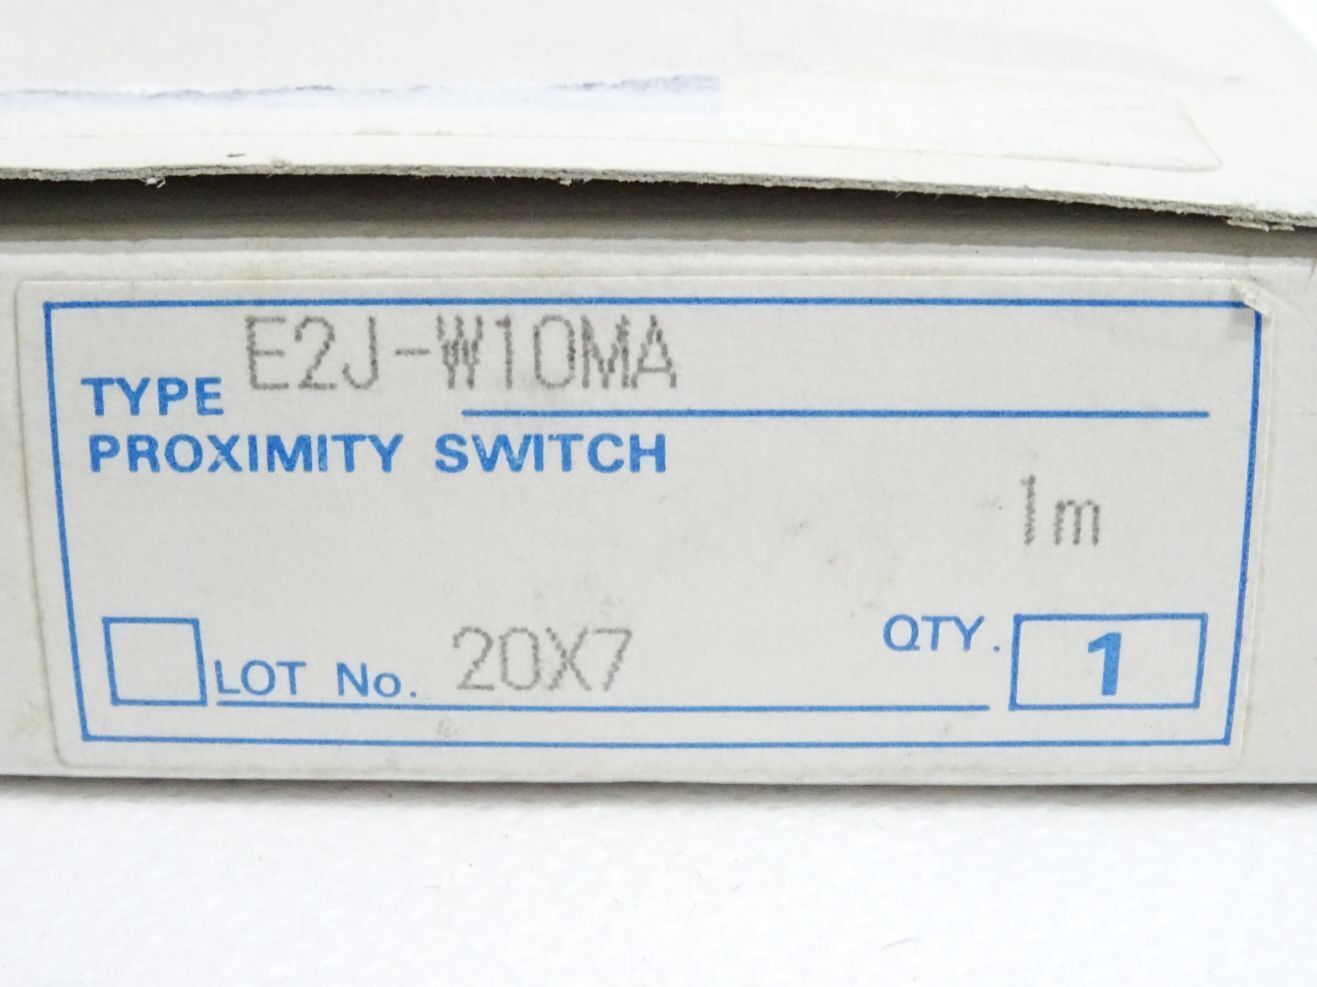 TYPE E2J-W10MA
PROXIMITY SWITCH
1m
LOT No. 20X7 QTY. 1